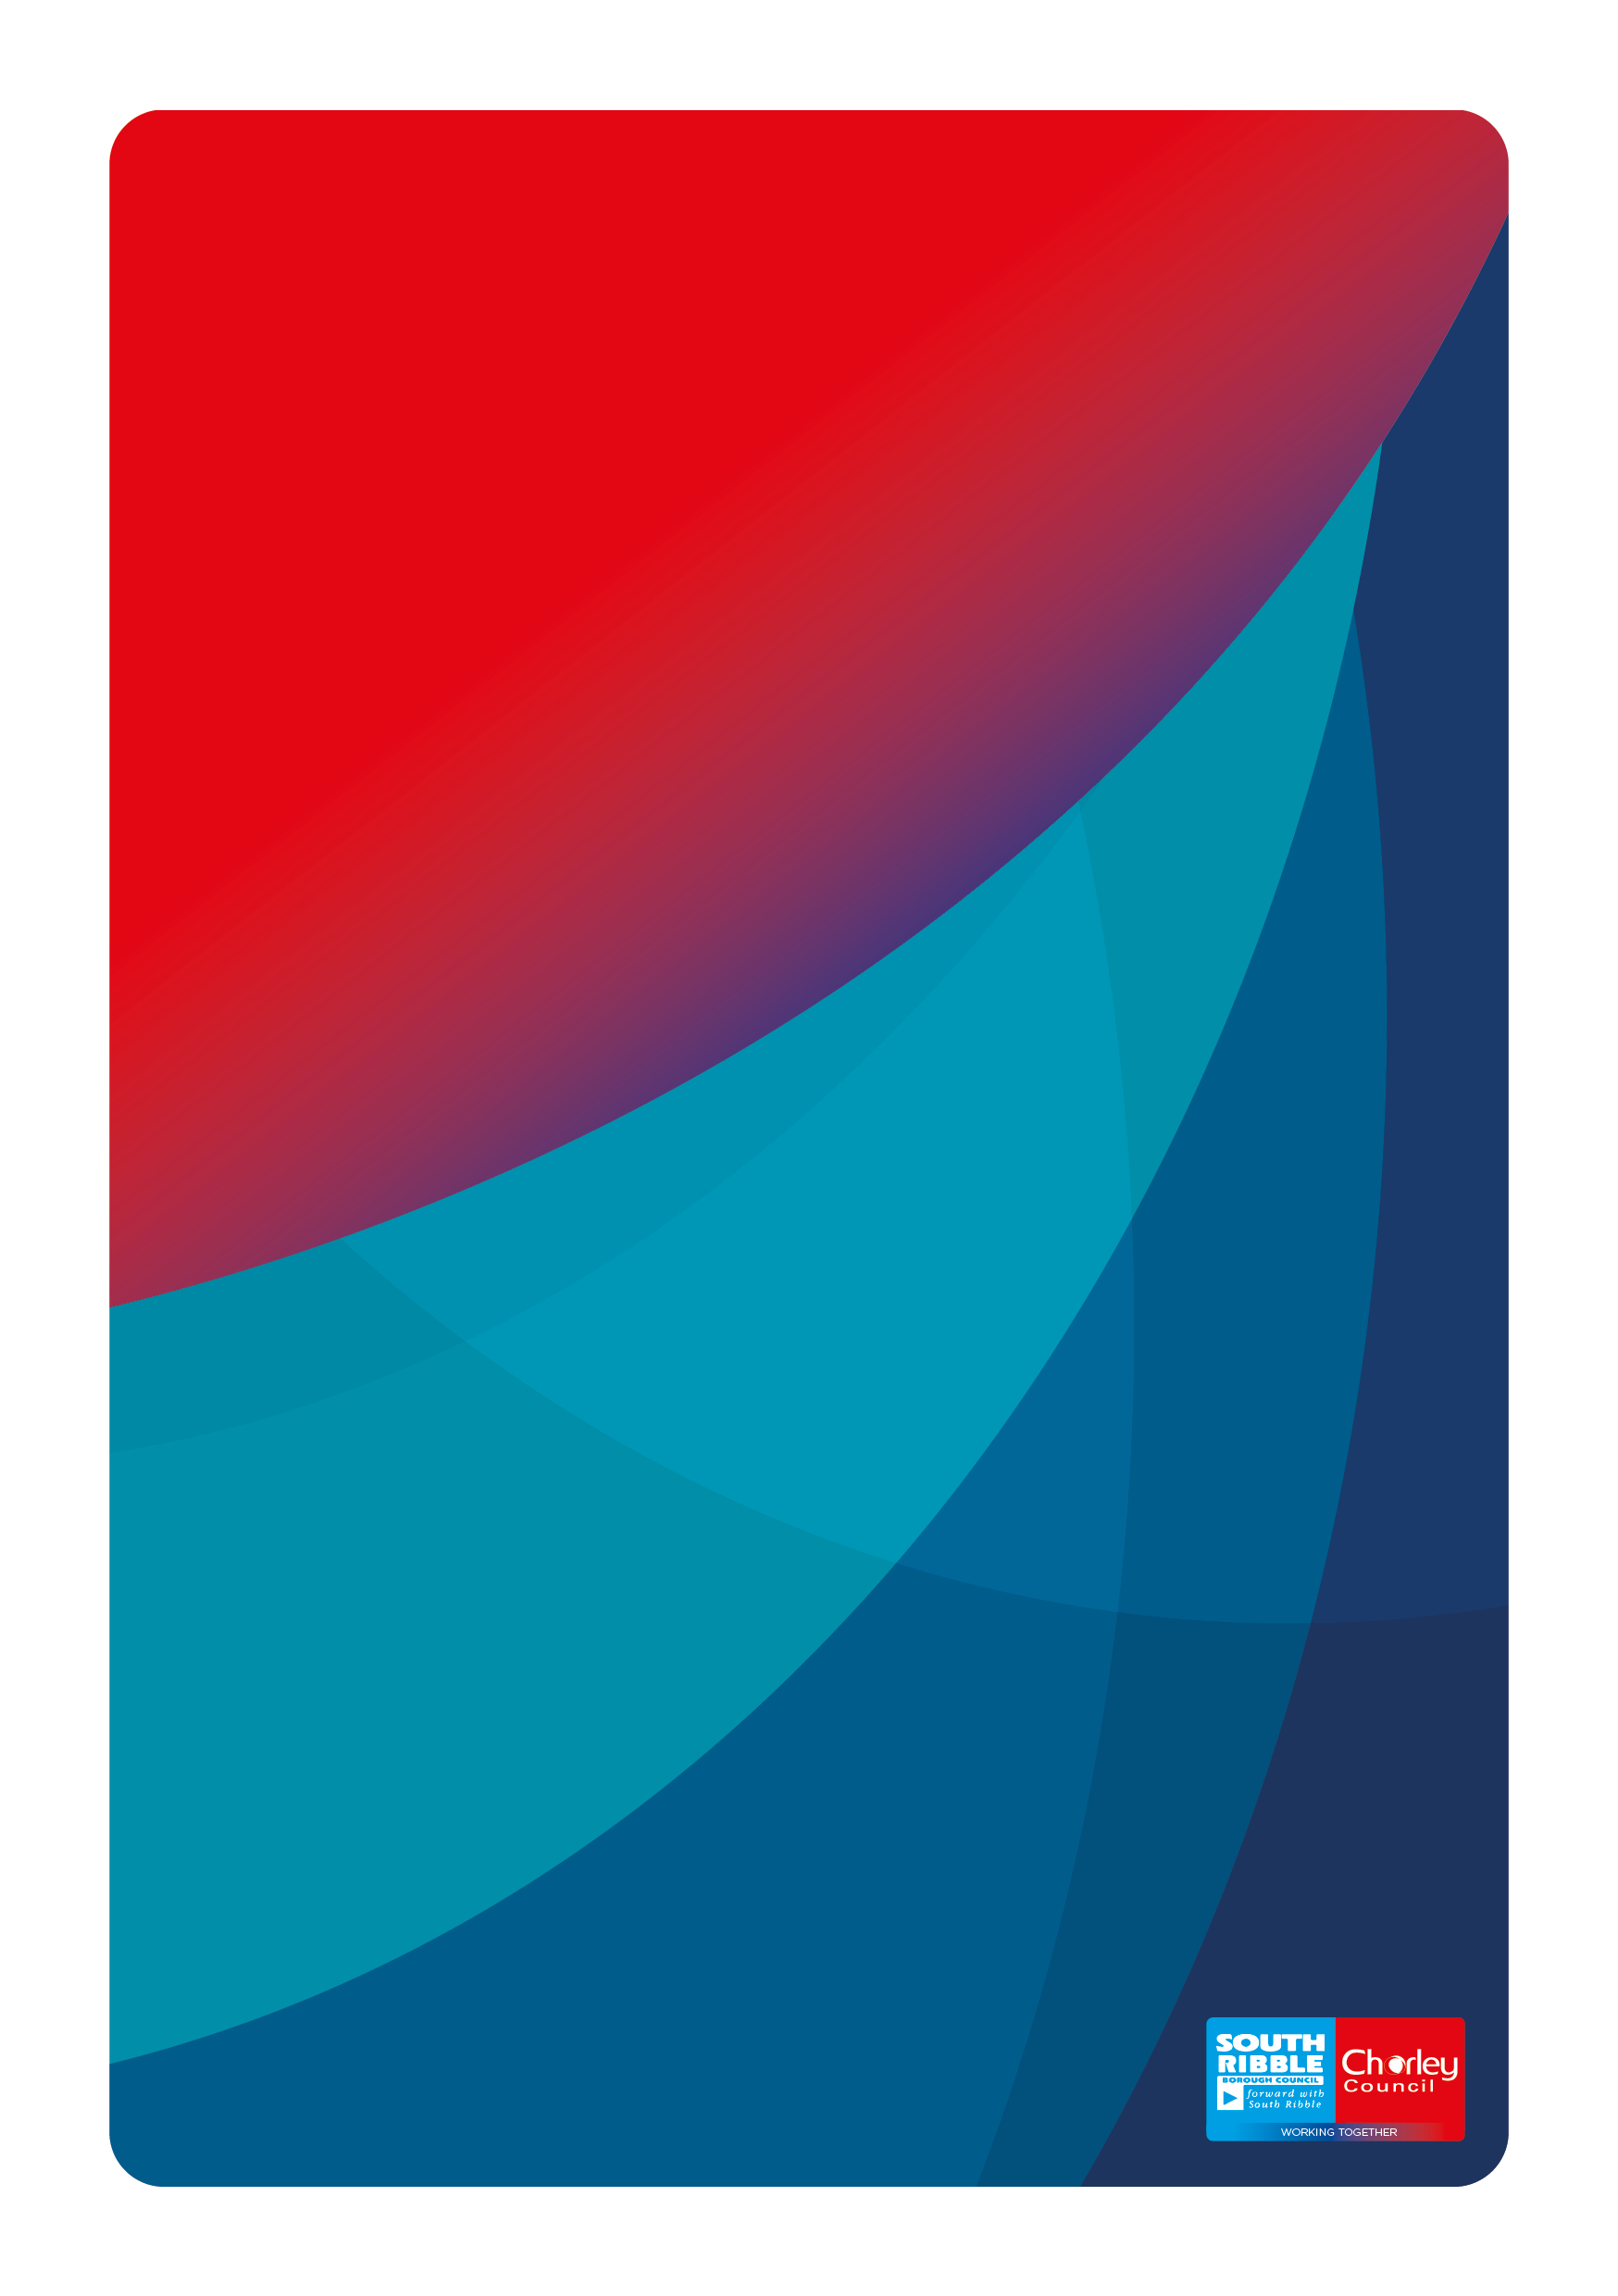 SOUTH
RIBBLE
BOROUGH COUNCIL
forward with
South Ribble
Chorley
Council
WORKING TOGETHER